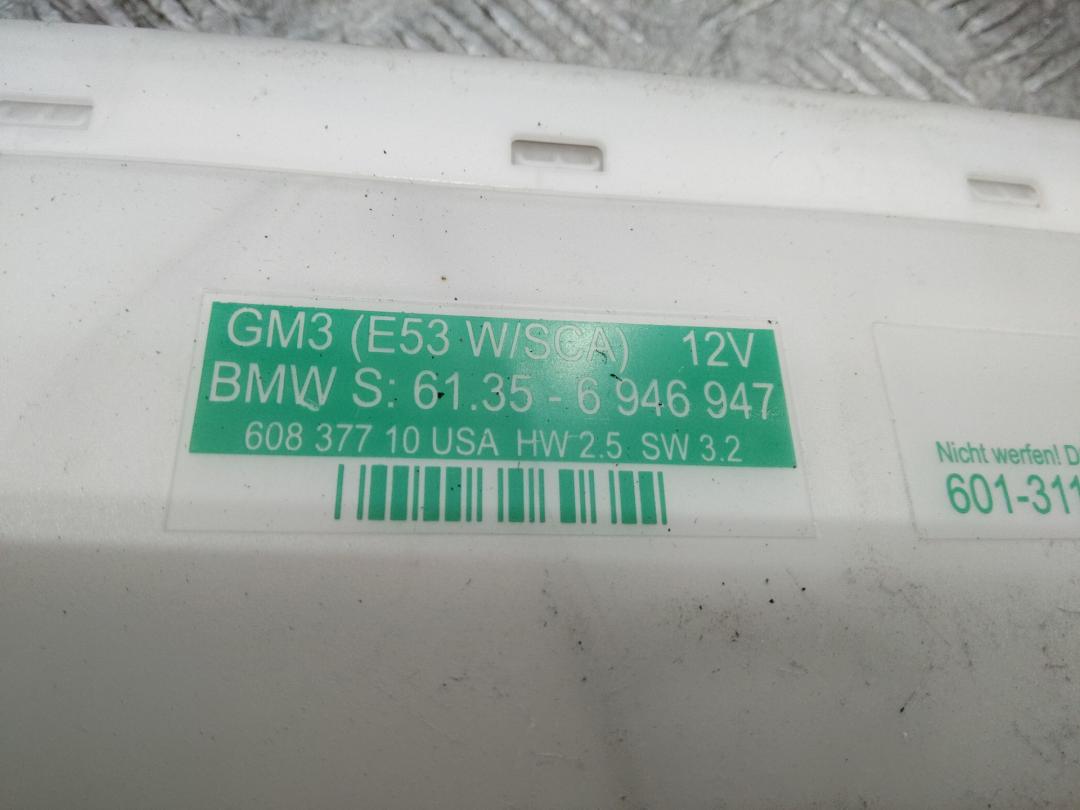 GM3 (E53 W/SCA) 12V
BMW S: 61.35 - 6 946 947
608 377 10 USA HW 2.5 SW 3.2
Nicht werfen!
601-311